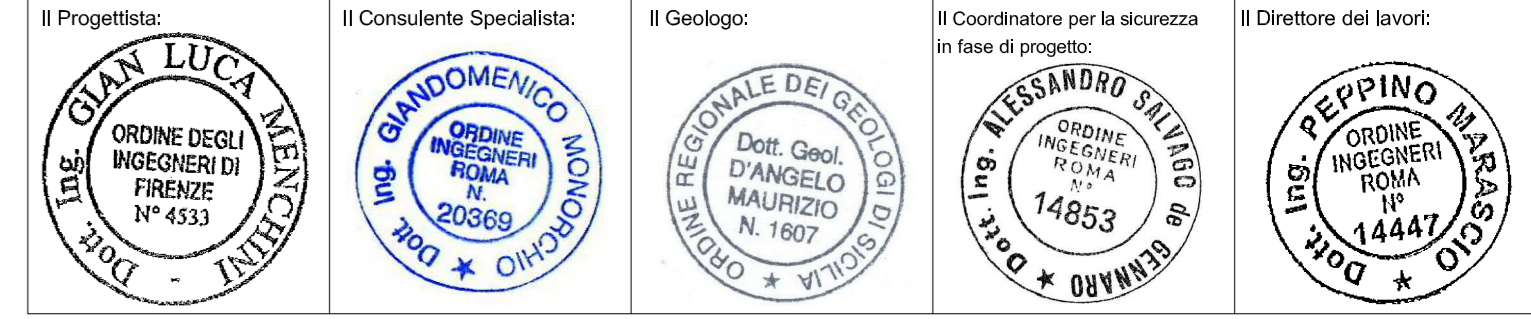 Il Progettista:
Dott. Ing. GIAN LUCA MENCHINI -
ORDINE DEGLI
INGEGNERI DI
FIRENZE
N° 4533
Il Consulente Specialista:
Dott. Ing. GIANDOMENICO MONORCHIO
ORDINE
INGEGNERI
ROMA
N.
20369
Il Geologo:
ORDINE REGIONALE DEI GEOLOGI DI SICILIA
Dott. Geol.
D'ANGELO
MAURIZIO
N. 1607
Il Coordinatore per la sicurezza
in fase di progetto:
Dott. Ing. ALESSANDRO SALVAGO de GENNARO
ORDINE
INGEGNERI
ROMA
N°
14853
Il Direttore dei lavori:
Dott. Ing. PEPPINO MARASCIO
ORDINE
INGEGNERI
ROMA
N°
14447